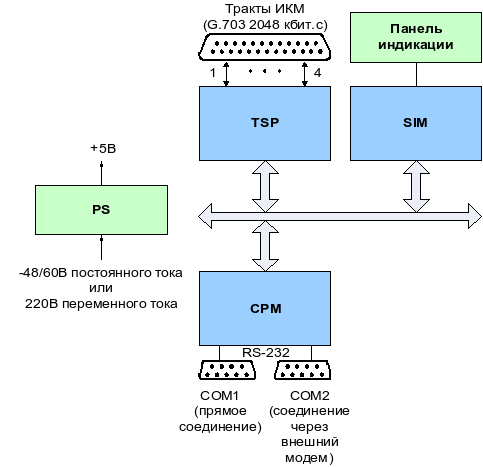 Тракты ИКМ
(G.703 2048 кбит.с)
Панель
индикации
1
4
TSP
SIM
+5В
PS
-48/60В постоянного тока
или
220В переменного тока
CPM
RS-232
COM1
(прямое
соединение)
COM2
(соединение
через
внешний
модем)